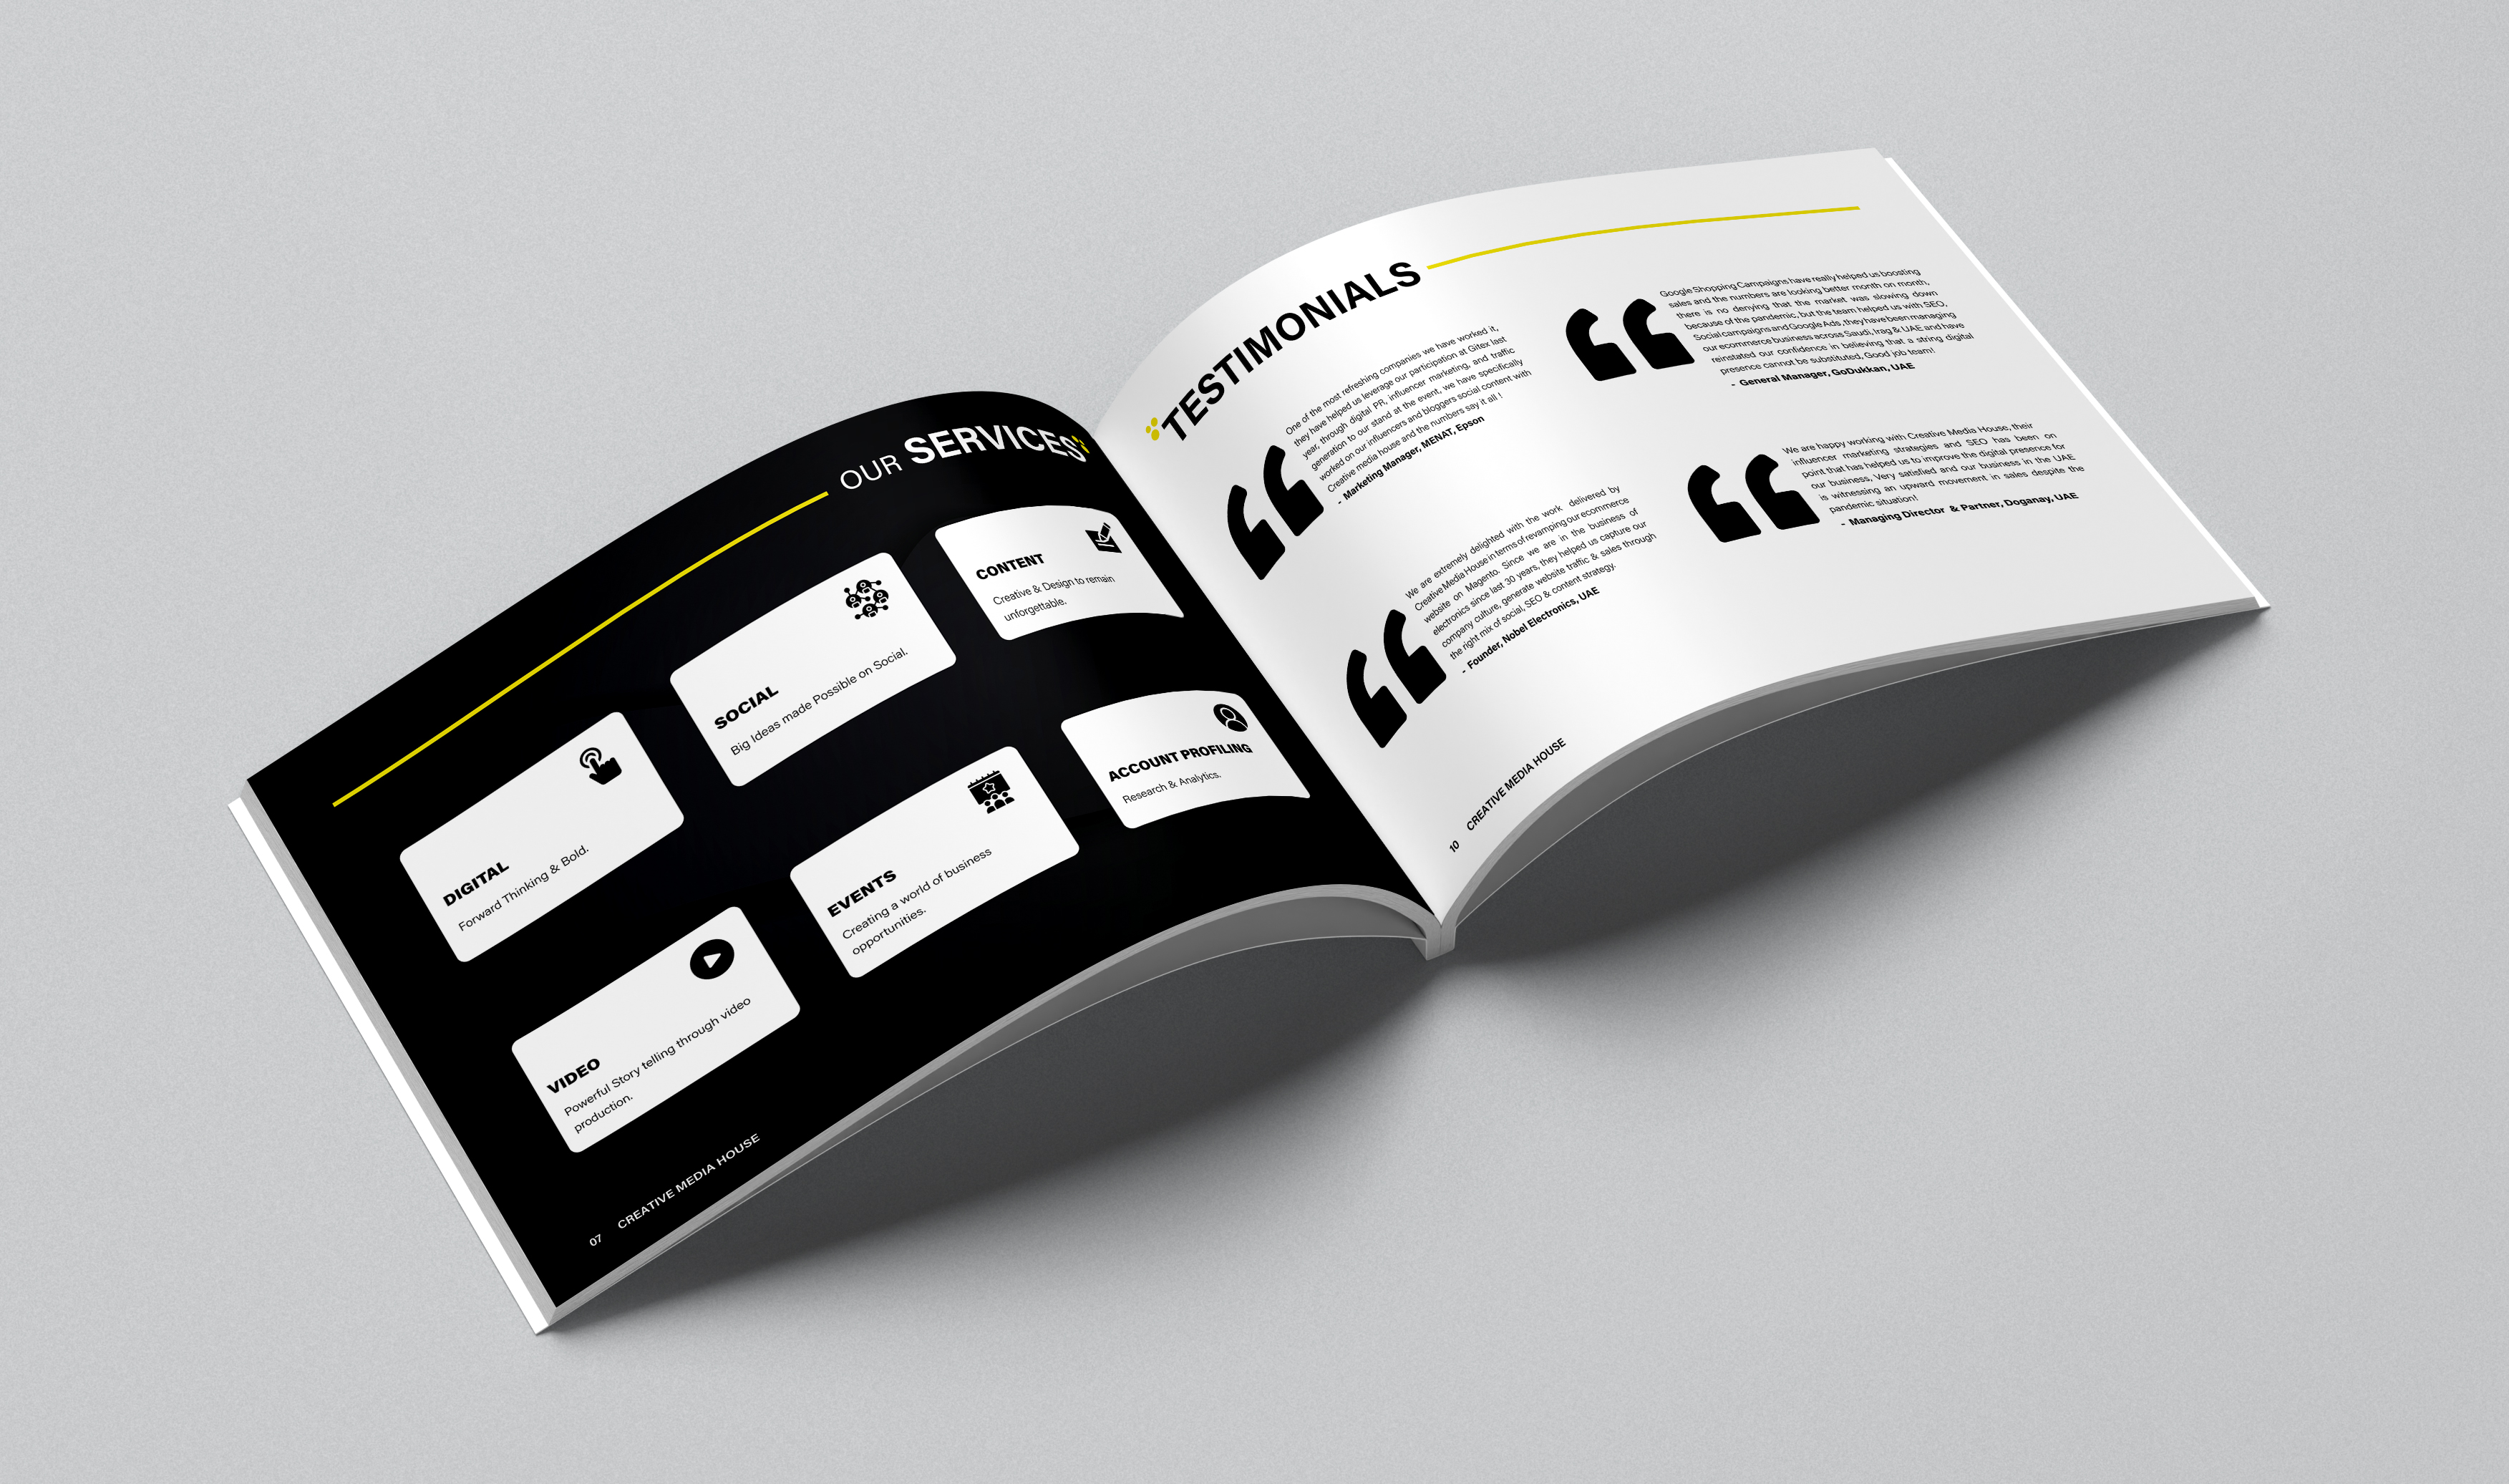 OUR SERVICES
DIGITAL
Forward Thinking & Bold.
SOCIAL
Big Ideas made Possible on Social.
CONTENT
Creative & Design to remain
unforgettable.
VIDEO
Powerful Story telling through video
production.
EVENTS
Creating a world of business
opportunities.
ACCOUNT PROFILING
Research & Analytics.
07 CREATIVE MEDIA HOUSE
TESTIMONIALS
One of the most refreshing companies we have worked it,
they have helped us leverage our participation at Gitex last
year, through digital PR, influencer marketing, and traffic
generation to our stand at the event, we have specifically
worked on our influencers and bloggers social content with
Creative media house and the numbers say it all !
- Marketing Manager, MENAT, Epson
Google Shopping Campaigns have really helped us boosting
sales and the numbers are looking better month on month,
there is no denying that the market was slowing down
because of the pandemic, but the team helped us with SEO,
Social campaigns and Google Ads , they have been managing
our ecommerce business across Saudi, Irag & UAE and have
reinstated our confidence in believing that a string digital
presence cannot be substituted, Good job team!
- General Manager, GoDukkan, UAE
We are extremely delighted with the work delivered by
Creative Media House in terms of revamping our ecommerce
website on Magento. Since we are in the business of
electronics since last 30 years, they helped us capture our
company culture, generate website traffic & sales through
the right mix of social, SEO & content strategy.
- Founder, Nobel Electronics, UAE
We are happy working with Creative Media House, their
influencer marketing strategies and SEO has been on
point that has helped us to improve the digital presence for
our business, Very satisfied and our business in the UAE
is witnessing an upward movement in sales despite the
pandemic situation!
- Managing Director & Partner, Doganay, UAE
10 CREATIVE MEDIA HOUSE